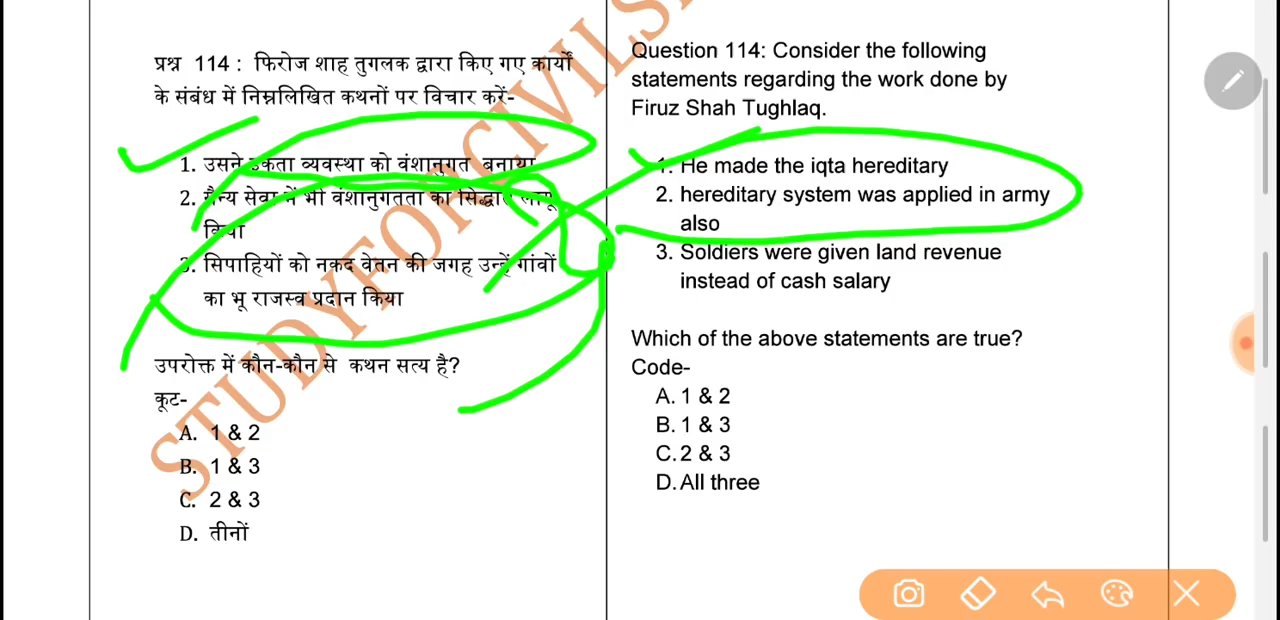 प्रश्न 114 : फिरोज शाह तुगलक द्वारा किए गए कार्यों
के संबंध में निम्नलिखित कथनों पर विचार करें-
1. उसने इकता व्यवस्था को वंशानुगत बनाया
2. सैन्य सेवा में भी वंशानुगतता का सिद्धांत लागू
किया
3. सिपाहियों को नकद वेतन की जगह उन्हें गांवों
का भू राजस्व प्रदान किया
उपरोक्त में कौन-कौन से कथन सत्य है?
कूट-
A. 1 & 2
B. 1 & 3
C. 2 & 3
D. तीनों
Question 114: Consider the following
statements regarding the work done by
Firuz Shah Tughlaq.
1. He made the iqta hereditary
2. hereditary system was applied in army
also
3. Soldiers were given land revenue
instead of cash salary
Which of the above statements are true?
Code-
A. 1 & 2
B. 1 & 3
C. 2 & 3
D. All three
STUDYFORCIVILS